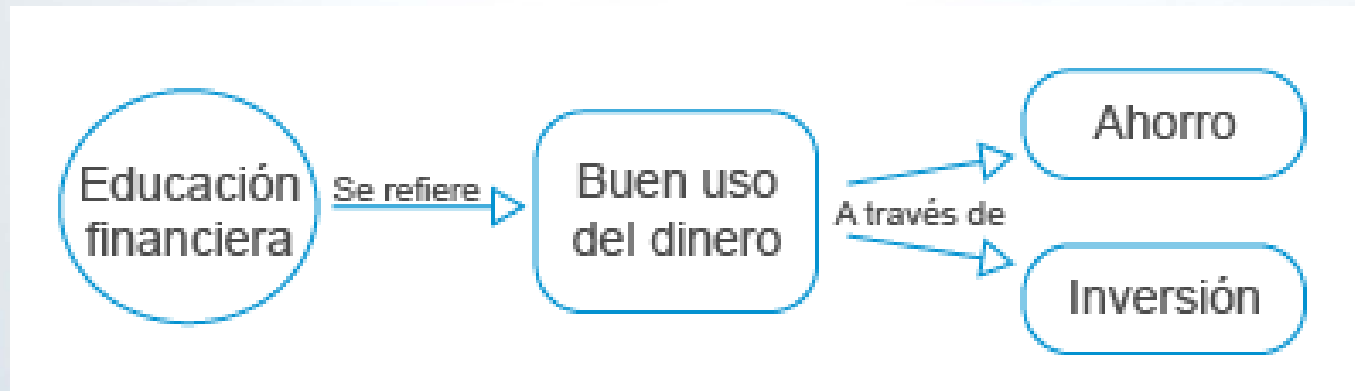 Educación
financiera
Se refiere
Buen uso
del dinero
A través de
Ahorro
Inversión